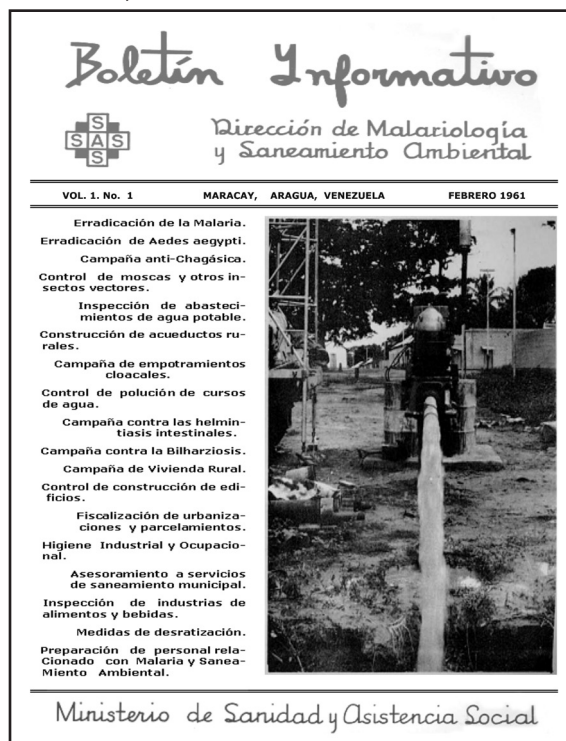 Boletín Informativo
S
SAS
S
Dirección de Malariología
y Saneamiento Ambiental
VOL. 1. No. 1 MARACAY, ARAGUA, VENEZUELA FEBRERO 1961
Erradicación de la Malaria.
Erradicación de Aedes aegypti.
Campaña anti-Chagásica.
Control de moscas y otros in-
sectos vectores.
Inspección de abasteci-
mientos de agua potable.
Construcción de acueductos ru-
rales.
Campaña de empotramientos
cloacales.
Control de polución de cursos
de agua.
Campaña contra las helmin-
tiasis intestinales.
Campaña contra la Bilharziosis.
Campaña de Vivienda Rural.
Control de construcción de edi-
ficios.
Fiscalización de urbaniza-
ciones y parcelamientos.
Higiene Industrial y Ocupacio-
nal.
Asesoramiento a servicios
de saneamiento municipal.
Inspección de industrias de
alimentos y bebidas.
Medidas de desratización.
Preparación de personal rela-
Cionado con Malaria y Sanea-
Miento Ambiental.
Ministerio de Sanidad y Asistencia Social